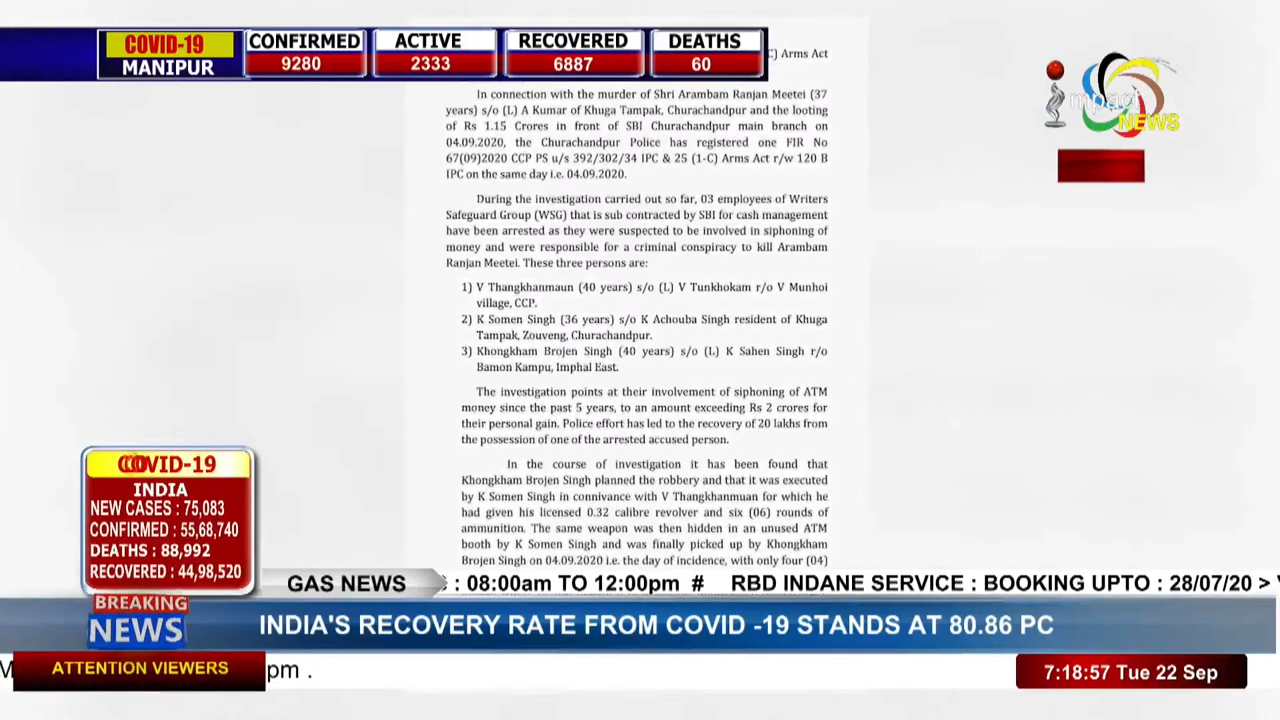 COVID-19
MANIPUR
CONFIRMED
9280
ACTIVE
2333
RECOVERED
6887
DEATHS
60
C) Arms Act
impact
NEWS
In connection with the murder of Shri Arambam Ranjan Meetei (37
years) s/o (L) A Kumar of Khuga Tampak, Churachandpur and the looting
of Rs 1.15 Crores in front of SBI Churachandpur main branch on
04.09.2020, the Churachandpur Police has registered one FIR No
67(09)2020 CCP PS u/s 392/302/34 IPC & 25 (1-C) Arms Act r/w 120 B
IPC on the same day i.e. 04.09.2020.
During the investigation carried out so far, 03 employees of Writers
Safeguard Group (WSG) that is sub contracted by SBI for cash management
have been arrested as they were suspected to be involved in siphoning of
money and were responsible for a criminal conspiracy to kill Arambam
Ranjan Meetei. These three persons are:
1) V Thangkhanmaun (40 years) s/o (L) V Tunkhokam r/o V Munhoi
village, CCP.
2) K Somen Singh (36 years) s/o K Achouba Singh resident of Khuga
Tampak, Zouveng, Churachandpur.
3) Khongkham Brojen Singh (40 years) s/o (L) K Sahen Singh r/o
Bamon Kampu, Imphal East.
The investigation points at their involvement of siphoning of ATM
money since the past 5 years, to an amount exceeding Rs 2 crores for
their personal gain. Police effort has led to the recovery of 20 lakhs from
the possession of one of the arrested accused person.
In the course of investigation it has been found that
Khongkham Brojen Singh planned the robbery and that it was executed
by K Somen Singh in connivance with V Thangkhanmuan for which he
had given his licensed 0.32 calibre revolver and six (06) rounds of
ammunition. The same weapon was then hidden in an unused ATM
booth by K Somen Singh and was finally picked up by Khongkham
Brojen Singh on 04.09.2020 i.e. the day of incidence, with only four (04)
COVID-19
INDIA
NEW CASES : 75,083
CONFIRMED : 55,68,740
DEATHS : 88,992
RECOVERED : 44,98,520
GAS NEWS
: 08:00am TO 12:00pm # RBD INDANE SERVICE : BOOKING UPTO : 28/07/20 >
BREAKING
NEWS
INDIA'S RECOVERY RATE FROM COVID -19 STANDS AT 80.86 PC
ATTENTION VIEWERS
pm .
7:18:57 Tue 22 Sep